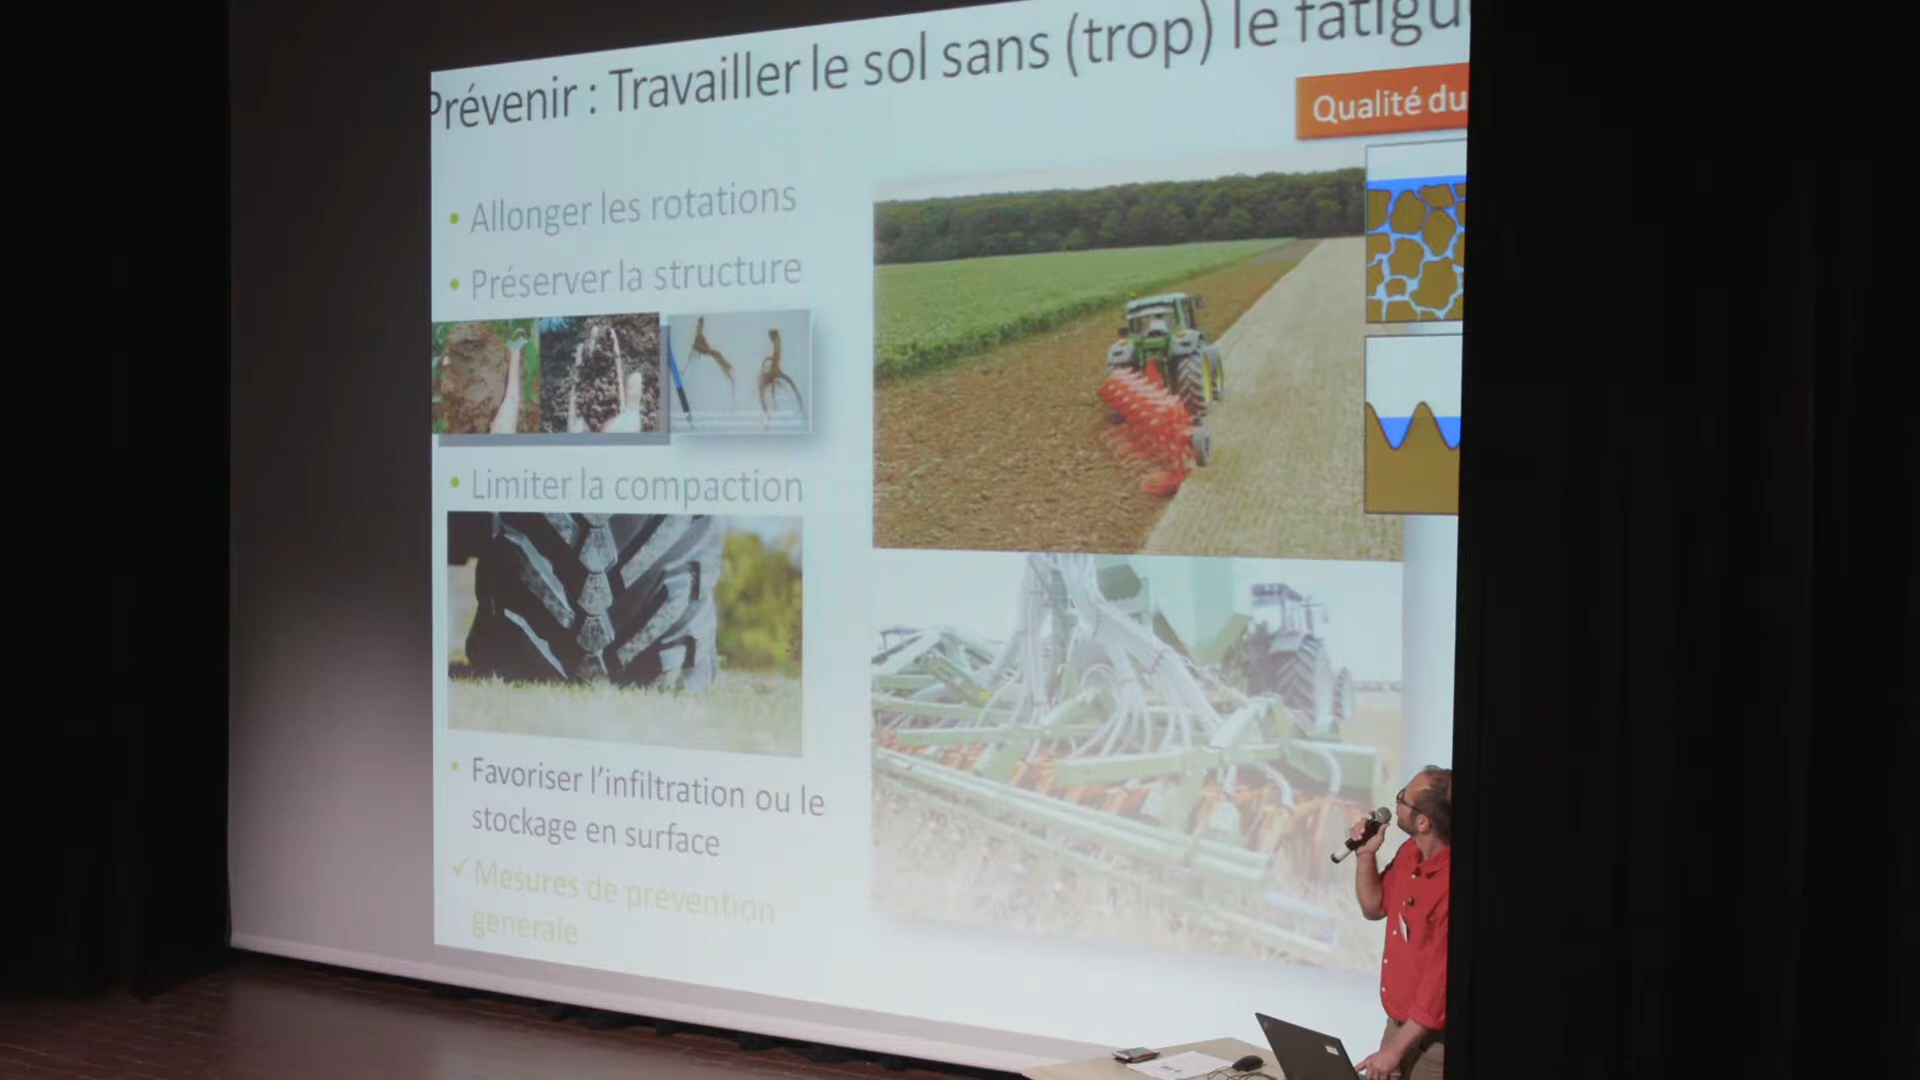 Prévenir : Travailler le sol sans (trop) le fatigu
Qualité du
• Allonger les rotations
• Préserver la structure
• Limiter la compaction
• Favoriser l'infiltration ou le
stockage en surface
✓ Mesures de prévention
générale